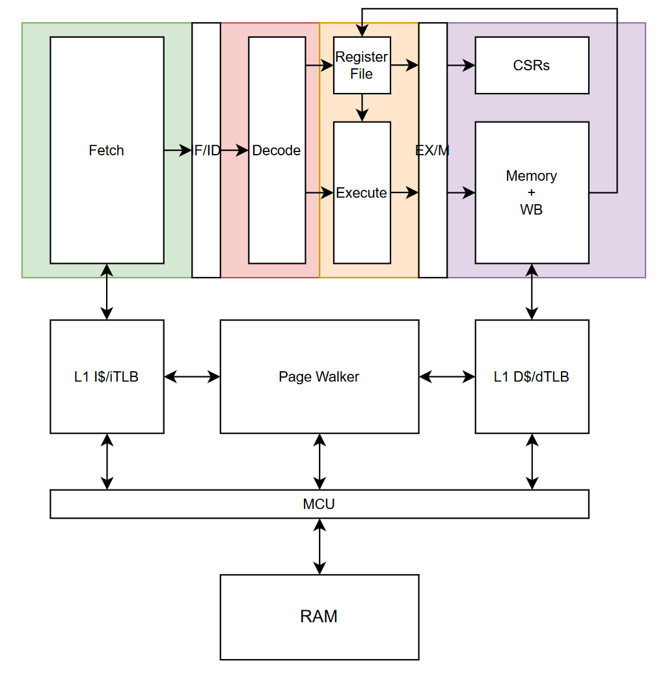 Register
File
CSRs
Fetch
F/ID
Decode
Execute
EX/M
Memory
+
WB
L1 I$/iTLB
Page Walker
L1 D$/dTLB
MCU
RAM